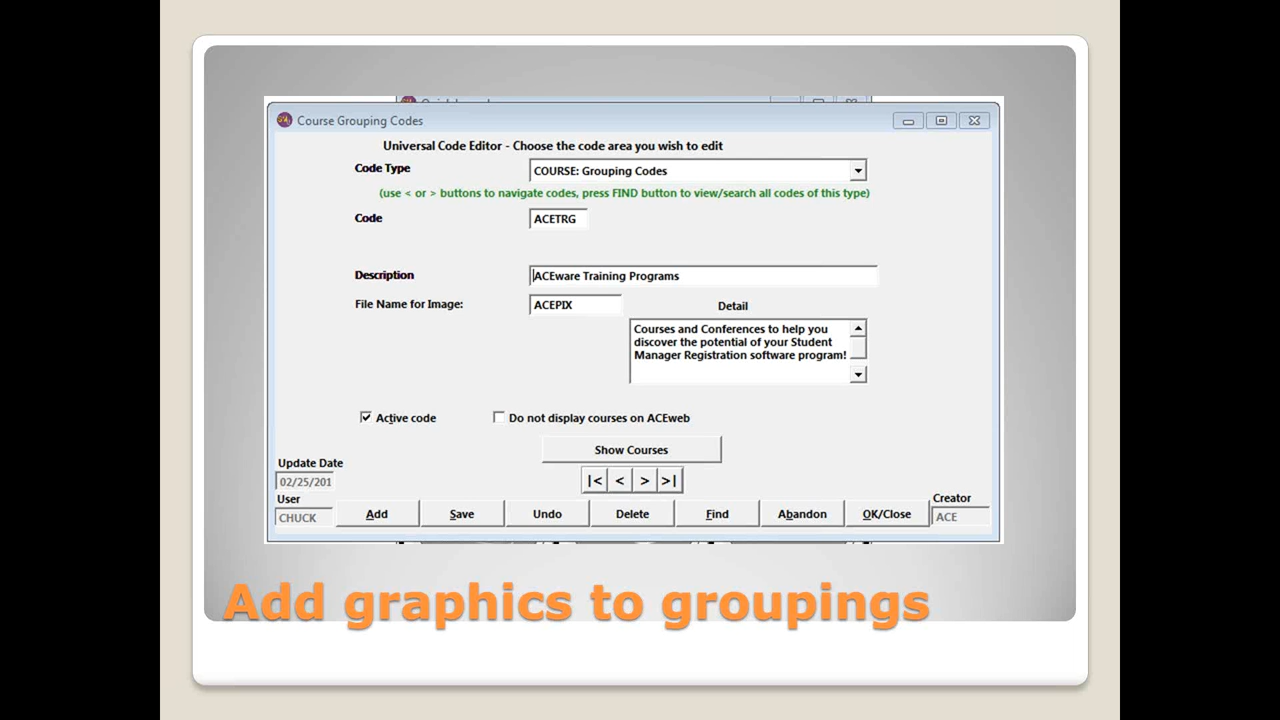 Course Grouping Codes
Universal Code Editor - Choose the code area you wish to edit
Code Type
COURSE: Grouping Codes
(use < or > buttons to navigate codes, press FIND button to view/search all codes of this type)
Code
ACETRG
Description
ACEware Training Programs
File Name for Image:
ACEPIX
Detail
Courses and Conferences to help you
discover the potential of your Student
Manager Registration software program!
Active code
Do not display courses on ACEweb
Show Courses
|< < > >|
Update Date
02/25/201
User
CHUCK
Add Save Undo Delete Find Abandon OK/Close
Creator
ACE
Add graphics to groupings